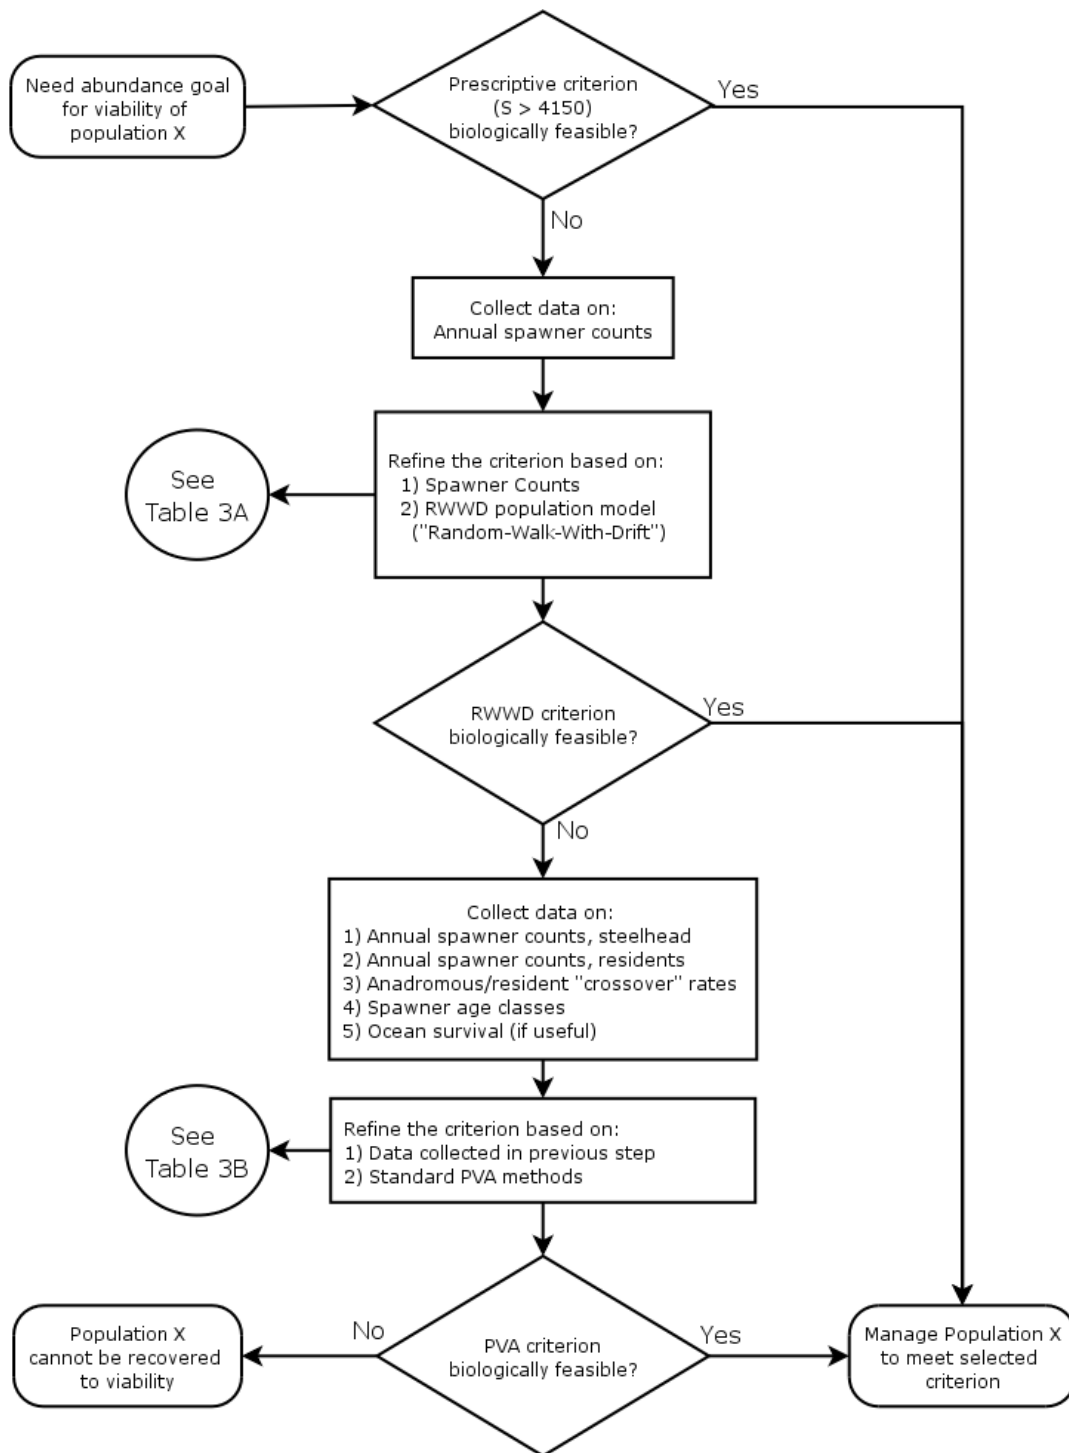 Need abundance goal
for viability of
population X
Prescriptive criterion
(S > 4150)
biologically feasible?
Yes
No
Collect data on:
Annual spawner counts
Refine the criterion based on:
1) Spawner Counts
2) RWWD population model
("Random-Walk-With-Drift")
See
Table 3A
RWWD criterion
biologically feasible?
Yes
No
Collect data on:
1) Annual spawner counts, steelhead
2) Annual spawner counts, residents
3) Anadromous/resident "crossover" rates
4) Spawner age classes
5) Ocean survival (if useful)
Refine the criterion based on:
1) Data collected in previous step
2) Standard PVA methods
See
Table 3B
PVA criterion
biologically feasible?
No
Yes
Population X
cannot be recovered
to viability
Manage Population X
to meet selected
criterion